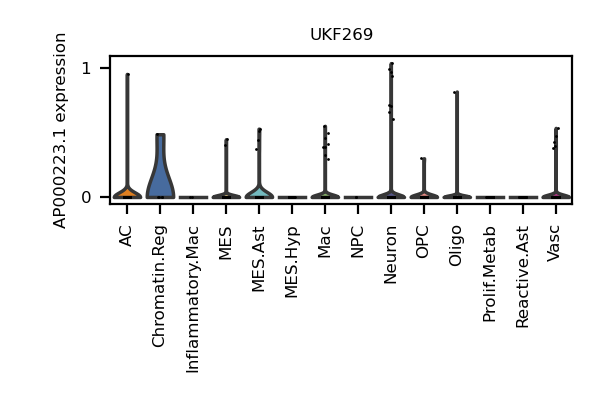 UKF269
AP000223.1 expression
1
0
AC
Chromatin.Reg
Inflammatory.Mac
MES
MES.Ast
MES.Hyp
Mac
NPC
Neuron
OPC
Oligo
Prolif.Metab
Reactive.Ast
Vasc